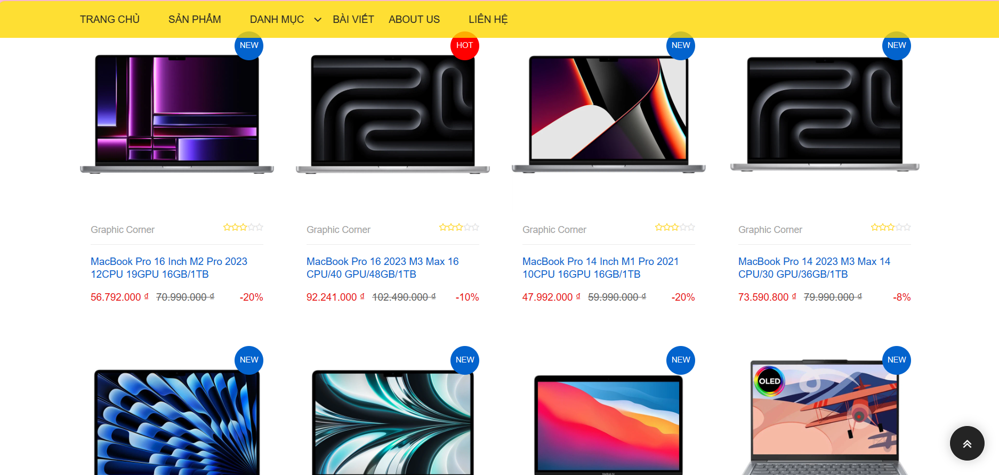 TRANG CHỦ SẢN PHẨM DANH MỤC BÀI VIẾT ABOUT US LIÊN HỆ
NEW HOT NEW NEW
Graphic Corner
MacBook Pro 16 Inch M2 Pro 2023
12CPU 19GPU 16GB/1TB
56.792.000 ₫ 70.990.000 ₫ -20%
Graphic Corner
MacBook Pro 16 2023 M3 Max 16
CPU/40 GPU/48GB/1TB
92.241.000 ₫ 102.490.000 ₫ -10%
Graphic Corner
MacBook Pro 14 Inch M1 Pro 2021
10CPU 16GPU 16GB/1TB
47.992.000 ₫ 59.990.000 ₫ -20%
Graphic Corner
MacBook Pro 14 2023 M3 Max 14
CPU/30 GPU/36GB/1TB
73.590.800 ₫ 79.990.000 ₫ -8%
NEW NEW NEW NEW
OLED
MacBook Air